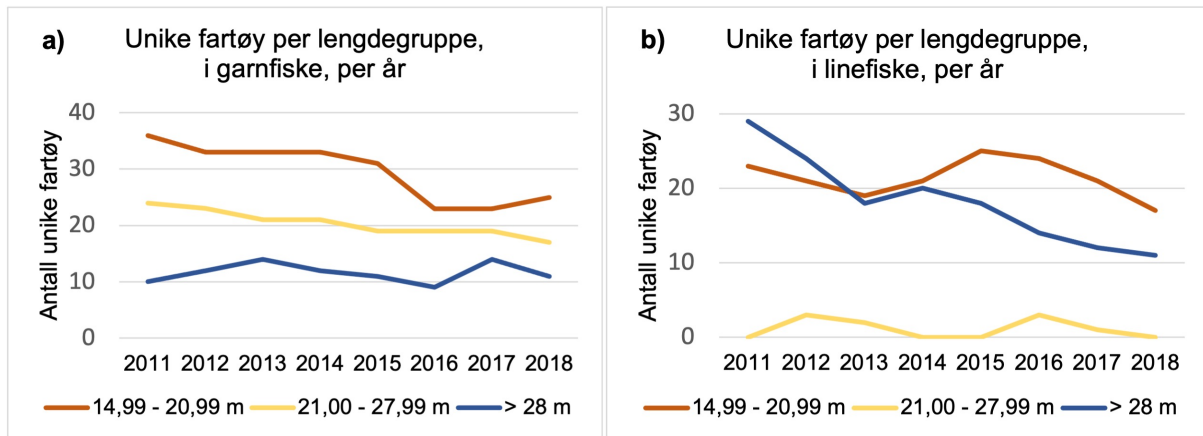 a)
Unike fartøy per lengdegruppe,
i garnfiske, per år
Antall unike fartøy
40
30
20
10
0
2011 2012 2013 2014 2015 2016 2017 2018
14,99 - 20,99 m 21,00 - 27,99 m > 28 m
b)
Unike fartøy per lengdegruppe,
i linefiske, per år
Antall unike fartøy
30
20
10
0
2011 2012 2013 2014 2015 2016 2017 2018
14,99 - 20,99 m 21,00 - 27,99 m > 28 m